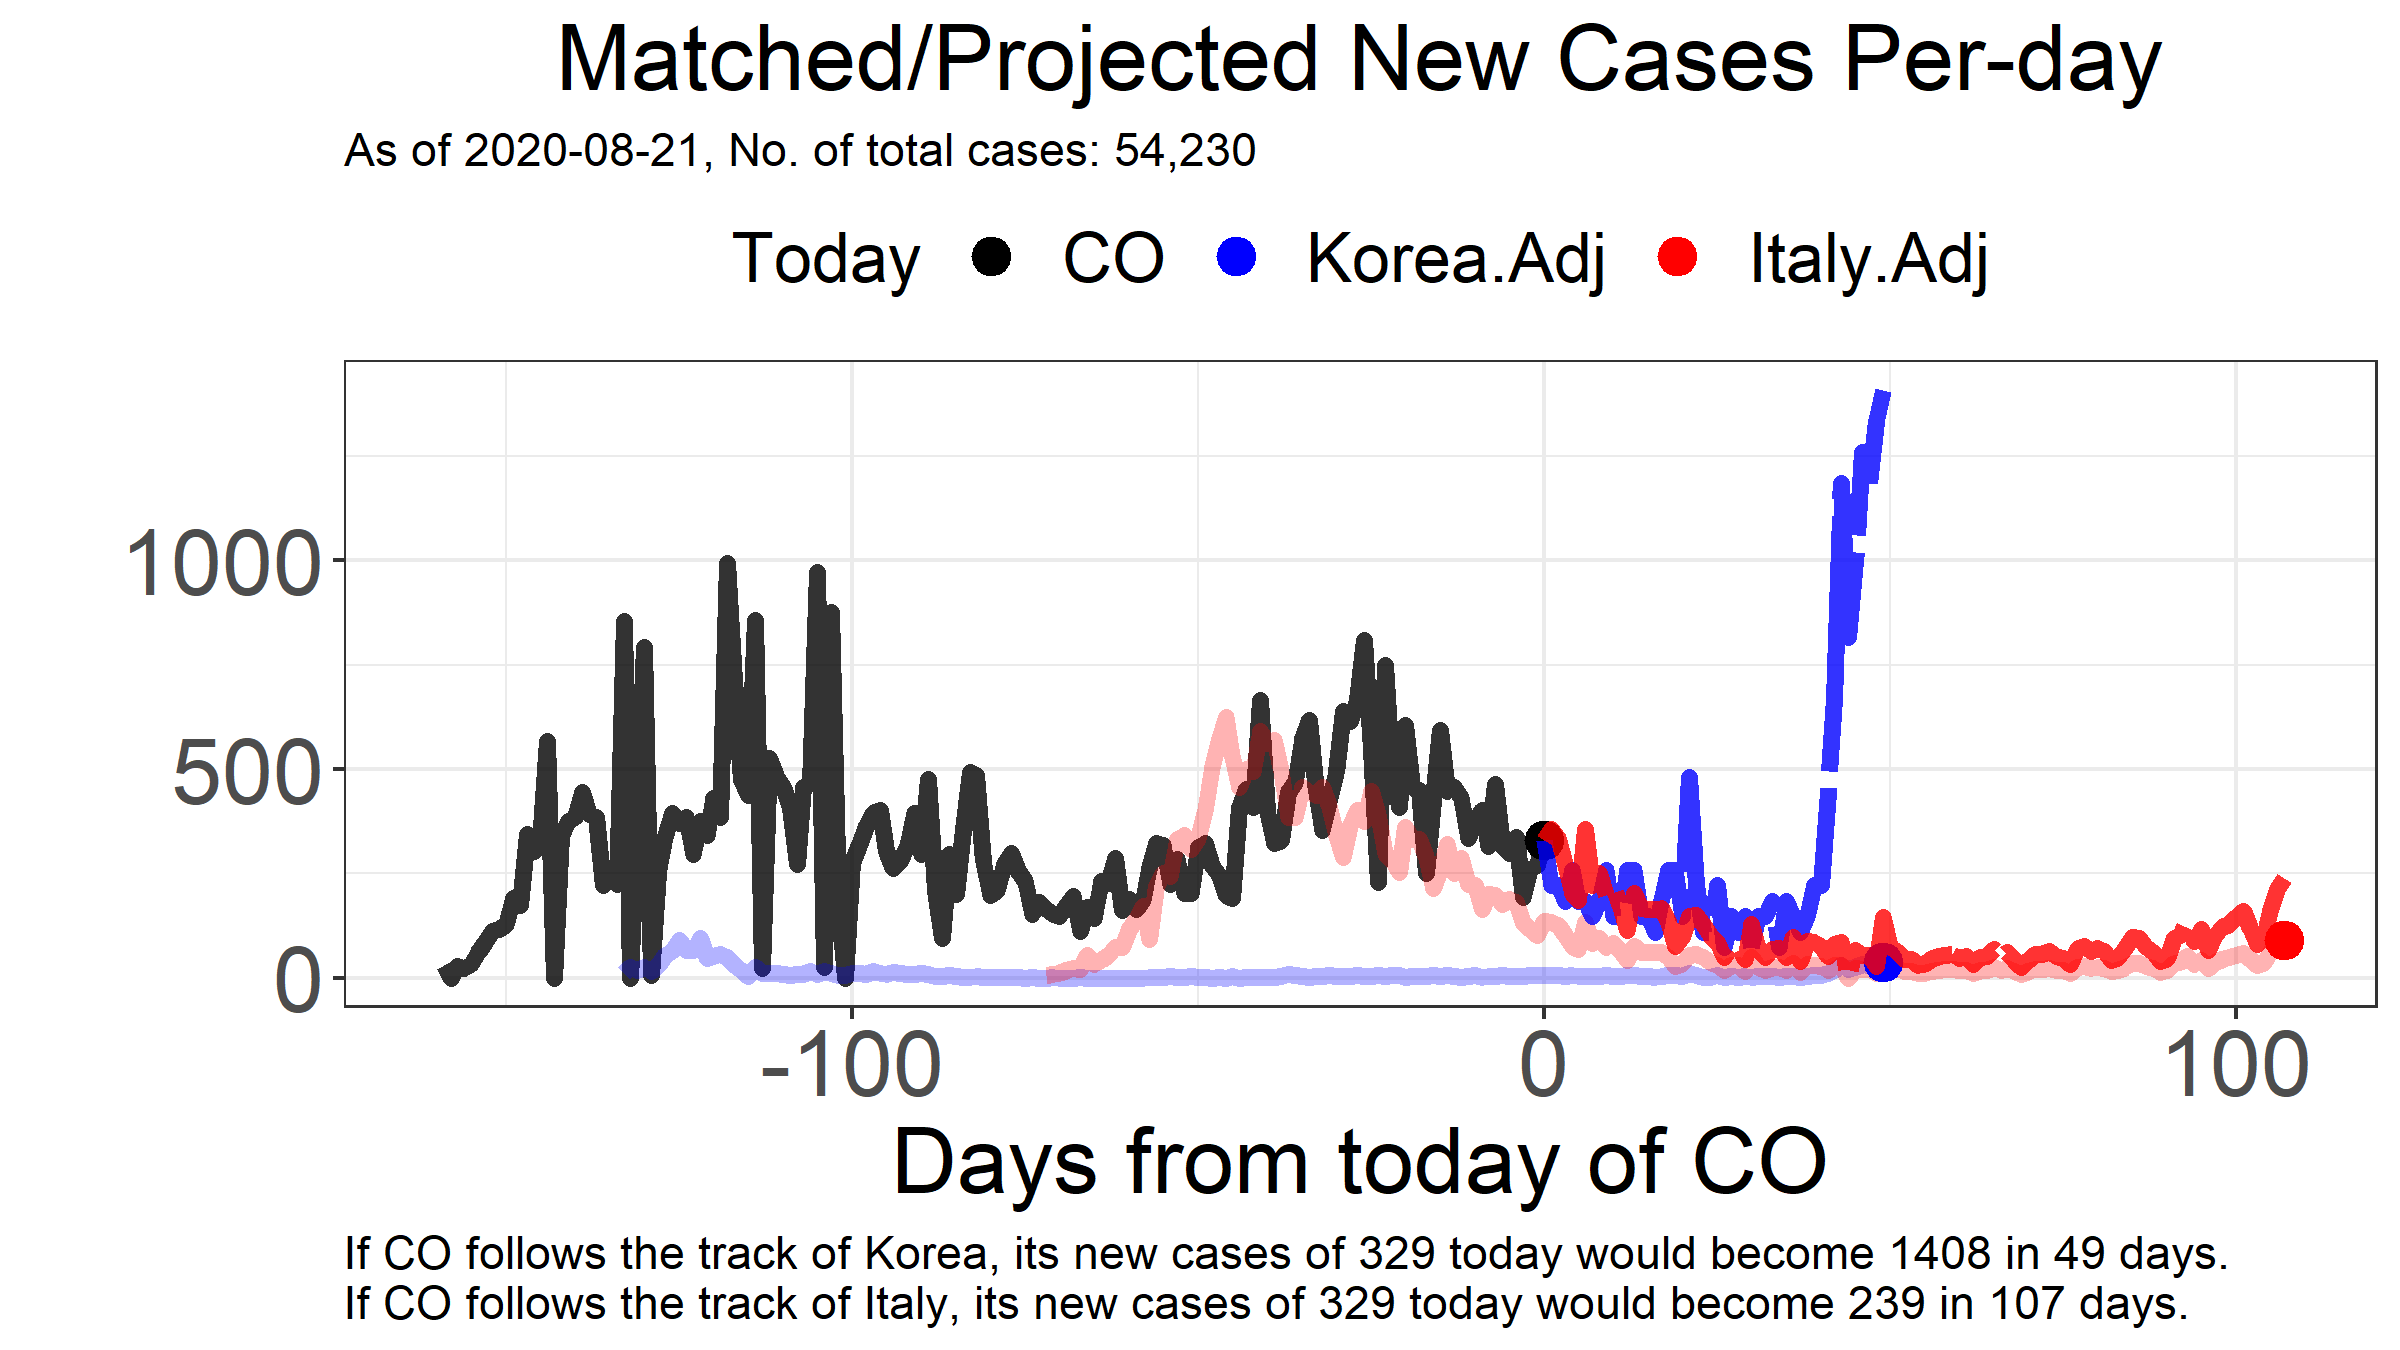 Matched/Projected New Cases Per-day
As of 2020-08-21, No. of total cases: 54,230
Today CO Korea.Adj Italy.Adj
1000
500
0
-100 0 100
Days from today of CO
If CO follows the track of Korea, its new cases of 329 today would become 1408 in 49 days.
If CO follows the track of Italy, its new cases of 329 today would become 239 in 107 days.